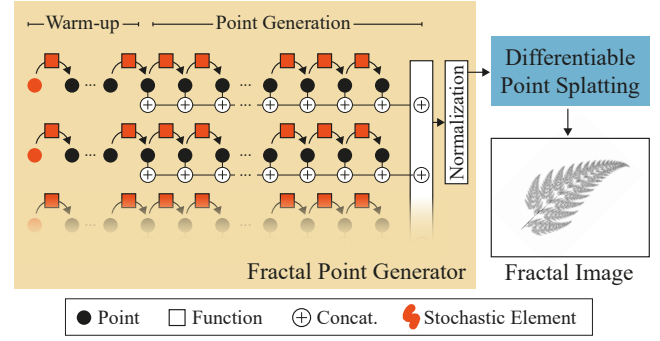 Warm-up
Point Generation
Normalization
Differentiable
Point Splatting
Fractal Point Generator
Fractal Image
Point
Function
Concat.
Stochastic Element